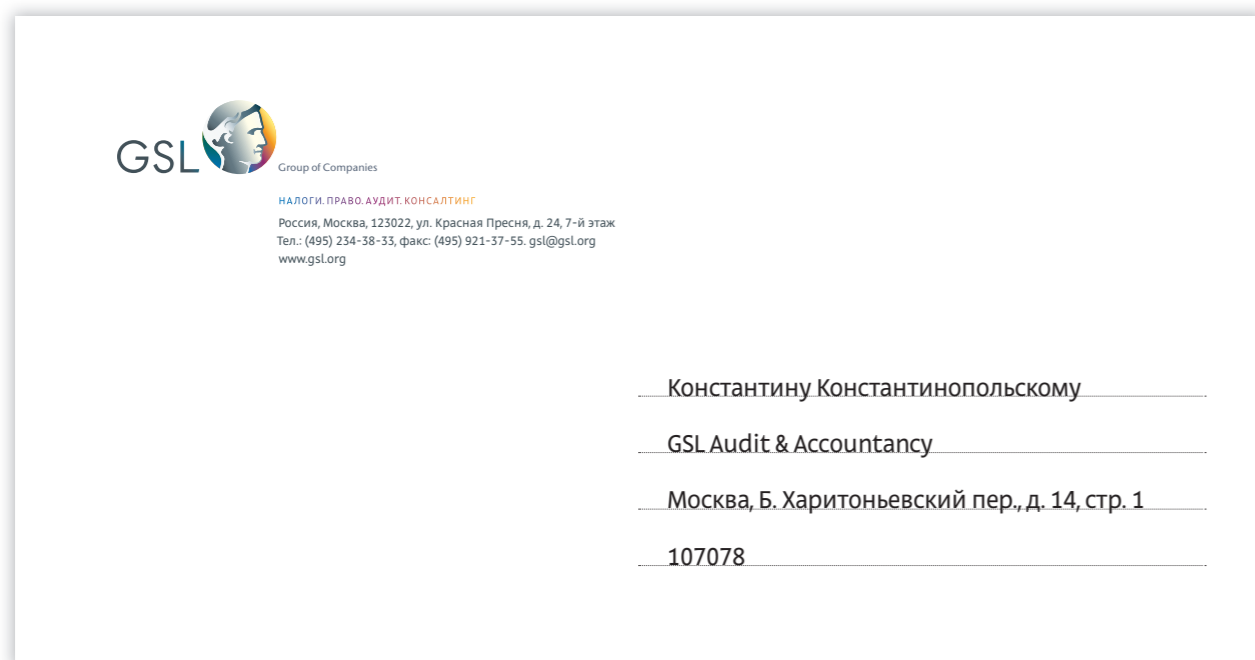 GSL
Group of Companies
НАЛОГИ. ПРАВО. АУДИТ. КОНСАЛТИНГ
Россия, Москва, 123022, ул. Красная Пресня, д. 24, 7-й этаж
Тел.: (495) 234-38-33, факс: (495) 921-37-55. gsl@gsl.org
www.gsl.org
Константину Константинопольскому
GSL Audit & Accountancy
Москва, Б. Харитоньевский пер., д. 14, стр. 1
107078